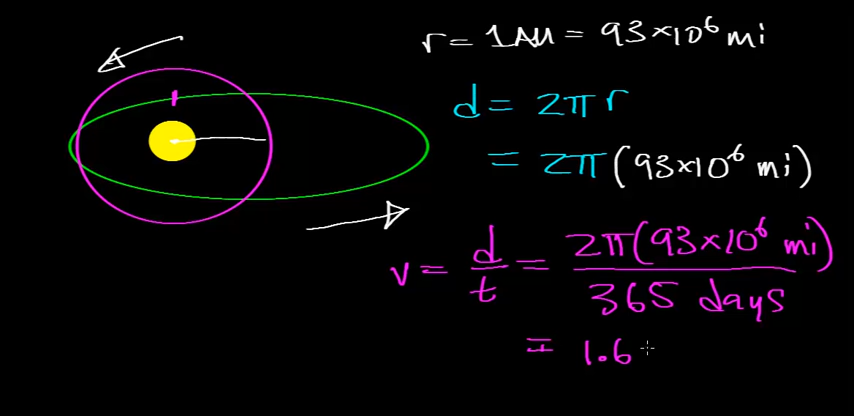 r = 1AU = 93×10⁶ mi
d = 2πr
= 2π(93×10⁶ mi)
v = d/t = 2π(93×10⁶ mi)/365 days
= 1.6